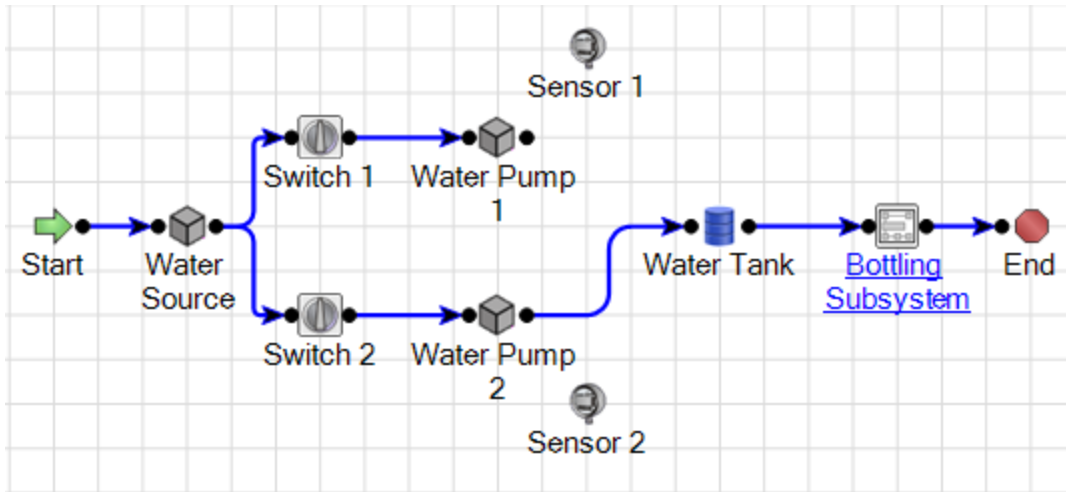 Sensor 1
Switch 1
Water Pump
1
Start
Water
Source
Water Tank
Bottling
Subsystem
End
Switch 2
Water Pump
2
Sensor 2